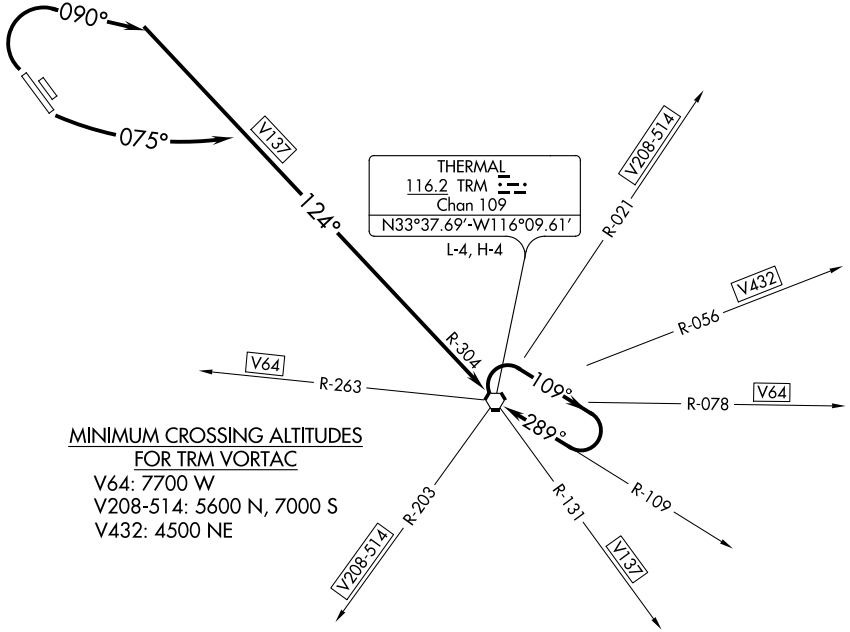 090°
075°
V137
124°
THERMAL
116.2 TRM
Chan 109
N33°37.69'-W116°09.61'
L-4, H-4
V208-514
R-021
V432
R-056
R-304
V64
R-263
109°
289°
R-078
V64
MINIMUM CROSSING ALTITUDES
FOR TRM VORTAC
V64: 7700 W
V208-514: 5600 N, 7000 S
V432: 4500 NE
R-203
V208-514
R-131
V137
R-109